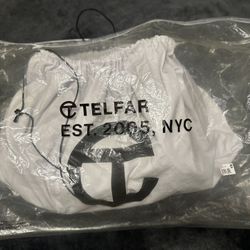 TELFAR
EST. 2005, NYC